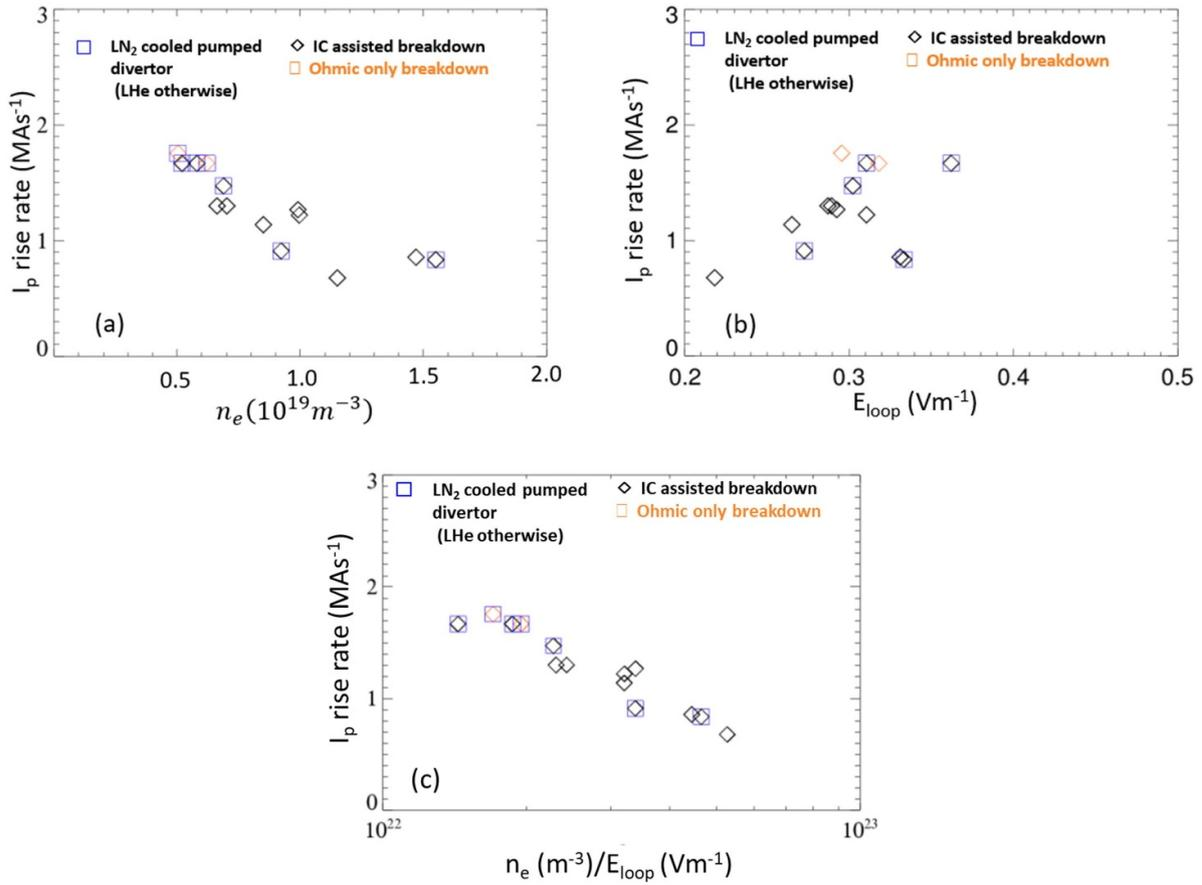 3
LN2 cooled pumped divertor (LHe otherwise)
IC assisted breakdown
Ohmic only breakdown
2
1
0
Ip rise rate (MAs-1)
(a)
0.5 1.0 1.5 2.0
ne(10^19 m^−3)
3
LN2 cooled pumped divertor (LHe otherwise)
IC assisted breakdown
Ohmic only breakdown
2
1
0
Ip rise rate (MAs-1)
(b)
0.2 0.3 0.4 0.5
Eloop (Vm-1)
3
LN2 cooled pumped divertor (LHe otherwise)
IC assisted breakdown
Ohmic only breakdown
2
1
0
Ip rise rate (MAs-1)
(c)
10^22 10^23
ne (m-3)/Eloop (Vm-1)